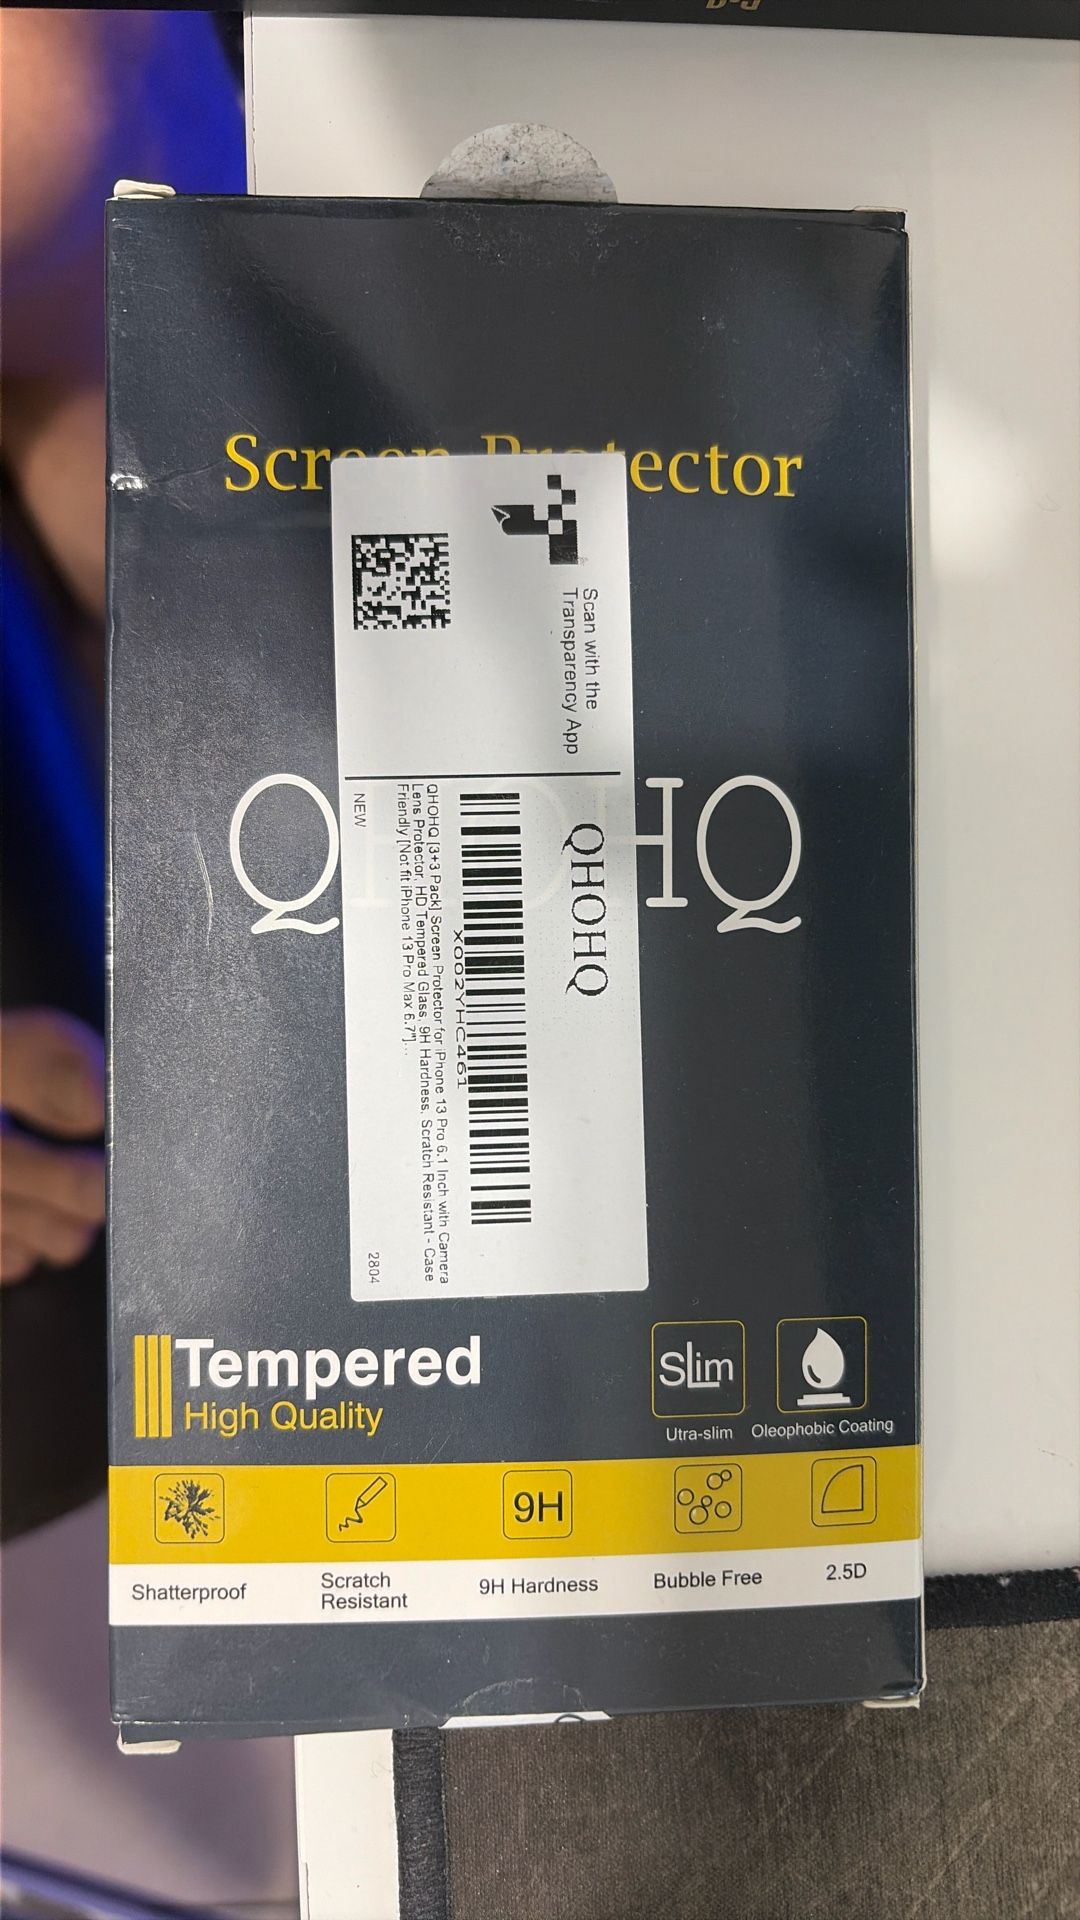 Screen Protector
Scan with the
Transparency App
QHOHQ
QHOHQ
X002YHC461
QHOHQ [3+3 Pack] Screen Protector for iPhone 13 Pro 6.1 Inch with Camera
Lens Protector, HD Tempered Glass, 9H Hardness, Scratch Resistant - Case
Friendly [Not fit iPhone 13 Pro Max 6.7"]...
NEW
2804
Tempered
High Quality
SLim
Utra-slim
Oleophobic Coating
9H
Shatterproof
Scratch
Resistant
9H Hardness
Bubble Free
2.5D